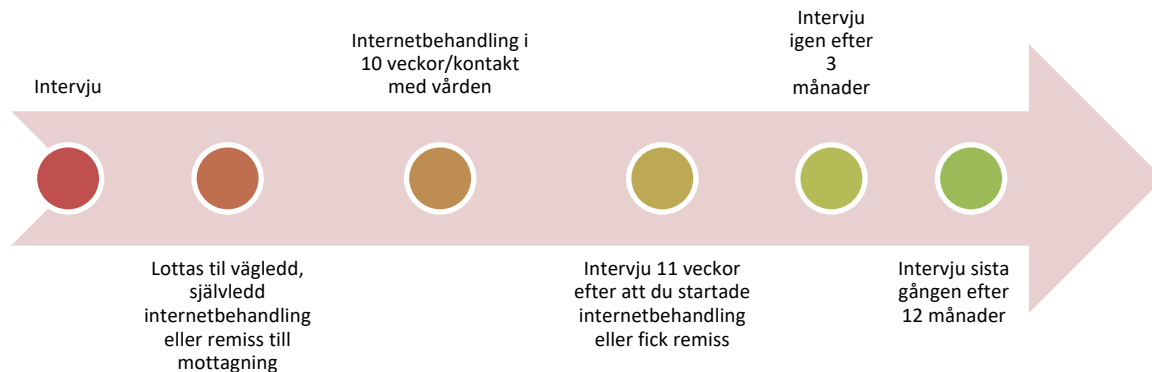 Intervju
Lottas til vägledd,
självledd
internetbehandling
eller remiss till
mottagning
Internetbehandling i
10 veckor/kontakt
med vården
Intervju 11 veckor
efter att du startade
internetbehandling
eller fick remiss
Intervju
igen efter
3
månader
Intervju sista
gången efter
12 månader